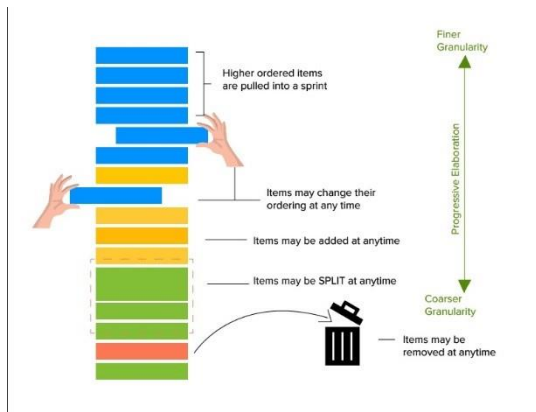 Finer
Granularity
Higher ordered items
are pulled into a sprint
Progressive Elaboration
Items may change their
ordering at any time
Items may be added at anytime
Items may be SPLIT at anytime
Coarser
Granularity
Items may be
removed at anytime